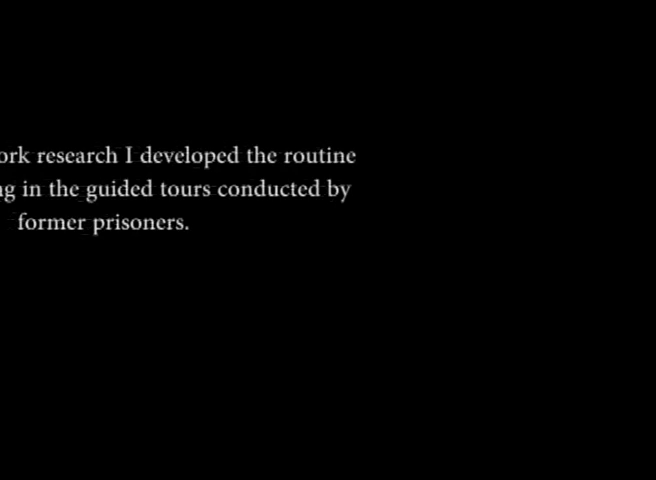 ork research I developed the routine
g in the guided tours conducted by
former prisoners.